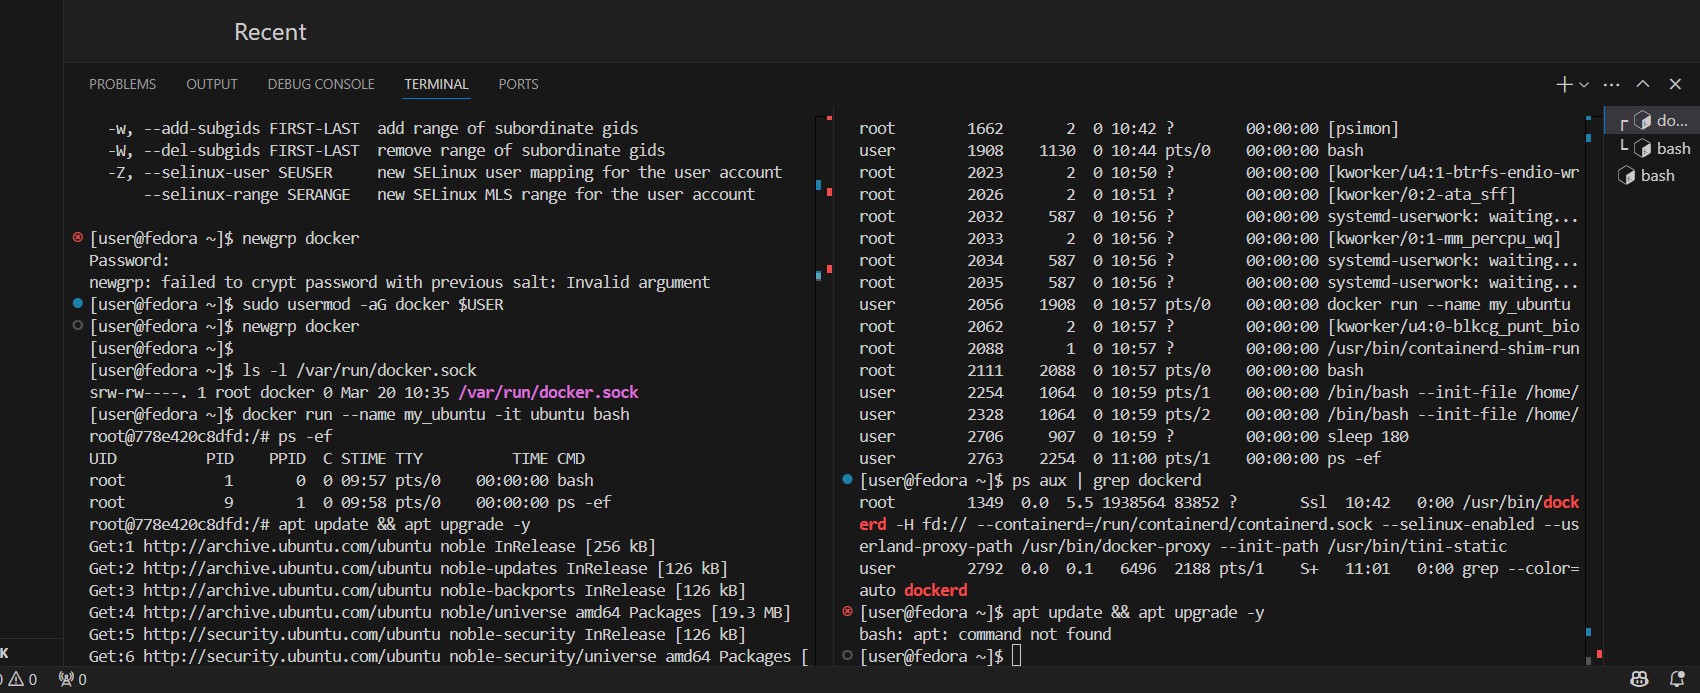 Recent
PROBLEMS OUTPUT DEBUG CONSOLE TERMINAL PORTS
-w, --add-subgids FIRST-LAST  add range of subordinate gids
-W, --del-subgids FIRST-LAST  remove range of subordinate gids
-Z, --selinux-user SEUSER     new SELinux user mapping for the user account
    --selinux-range SERANGE   new SELinux MLS range for the user account
[user@fedora ~]$ newgrp docker
Password:
newgrp: failed to crypt password with previous salt: Invalid argument
[user@fedora ~]$ sudo usermod -aG docker $USER
[user@fedora ~]$ newgrp docker
[user@fedora ~]$
[user@fedora ~]$ ls -l /var/run/docker.sock
srw-rw----. 1 root docker 0 Mar 20 10:35 /var/run/docker.sock
[user@fedora ~]$ docker run --name my_ubuntu -it ubuntu bash
root@778e420c8dfd:/# ps -ef
UID          PID    PPID  C STIME TTY          TIME CMD
root           1       0  0 09:57 pts/0    00:00:00 bash
root           9       1  0 09:58 pts/0    00:00:00 ps -ef
root@778e420c8dfd:/# apt update && apt upgrade -y
Get:1 http://archive.ubuntu.com/ubuntu noble InRelease [256 kB]
Get:2 http://archive.ubuntu.com/ubuntu noble-updates InRelease [126 kB]
Get:3 http://archive.ubuntu.com/ubuntu noble-backports InRelease [126 kB]
Get:4 http://archive.ubuntu.com/ubuntu noble/universe amd64 Packages [19.3 MB]
Get:5 http://security.ubuntu.com/ubuntu noble-security InRelease [126 kB]
Get:6 http://security.ubuntu.com/ubuntu noble-security/universe amd64 Packages [
root        1662       2  0 10:42 ?        00:00:00 [psimon]
user        1908    1130  0 10:44 pts/0    00:00:00 bash
root        2023       2  0 10:50 ?        00:00:00 [kworker/u4:1-btrfs-endio-wr
root        2026       2  0 10:51 ?        00:00:00 [kworker/0:2-ata_sff]
root        2032     587  0 10:56 ?        00:00:00 systemd-userwork: waiting...
root        2033       2  0 10:56 ?        00:00:00 [kworker/0:1-mm_percpu_wq]
root        2034     587  0 10:56 ?        00:00:00 systemd-userwork: waiting...
root        2035     587  0 10:56 ?        00:00:00 systemd-userwork: waiting...
user        2056    1908  0 10:57 pts/0    00:00:00 docker run --name my_ubuntu
root        2062       2  0 10:57 ?        00:00:00 [kworker/u4:0-blkcg_punt_bio
root        2088       1  0 10:57 ?        00:00:00 /usr/bin/containerd-shim-run
root        2111    2088  0 10:57 pts/0    00:00:00 bash
user        2254    1064  0 10:59 pts/1    00:00:00 /bin/bash --init-file /home/
user        2328    1064  0 10:59 pts/2    00:00:00 /bin/bash --init-file /home/
user        2706     907  0 10:59 ?        00:00:00 sleep 180
user        2763    2254  0 11:00 pts/1    00:00:00 ps -ef
[user@fedora ~]$ ps aux | grep dockerd
root        1349  0.0  5.5 1938564 83852 ?       Ssl  10:42   0:00 /usr/bin/dock
erd -H fd:// --containerd=/run/containerd/containerd.sock --selinux-enabled --us
erland-proxy-path /usr/bin/docker-proxy --init-path /usr/bin/tini-static
user        2792  0.0  0.1   6496  2188 pts/1    S+   11:01   0:00 grep --color=
auto dockerd
[user@fedora ~]$ apt update && apt upgrade -y
bash: apt: command not found
[user@fedora ~]$
do...
bash
bash
K
0 0